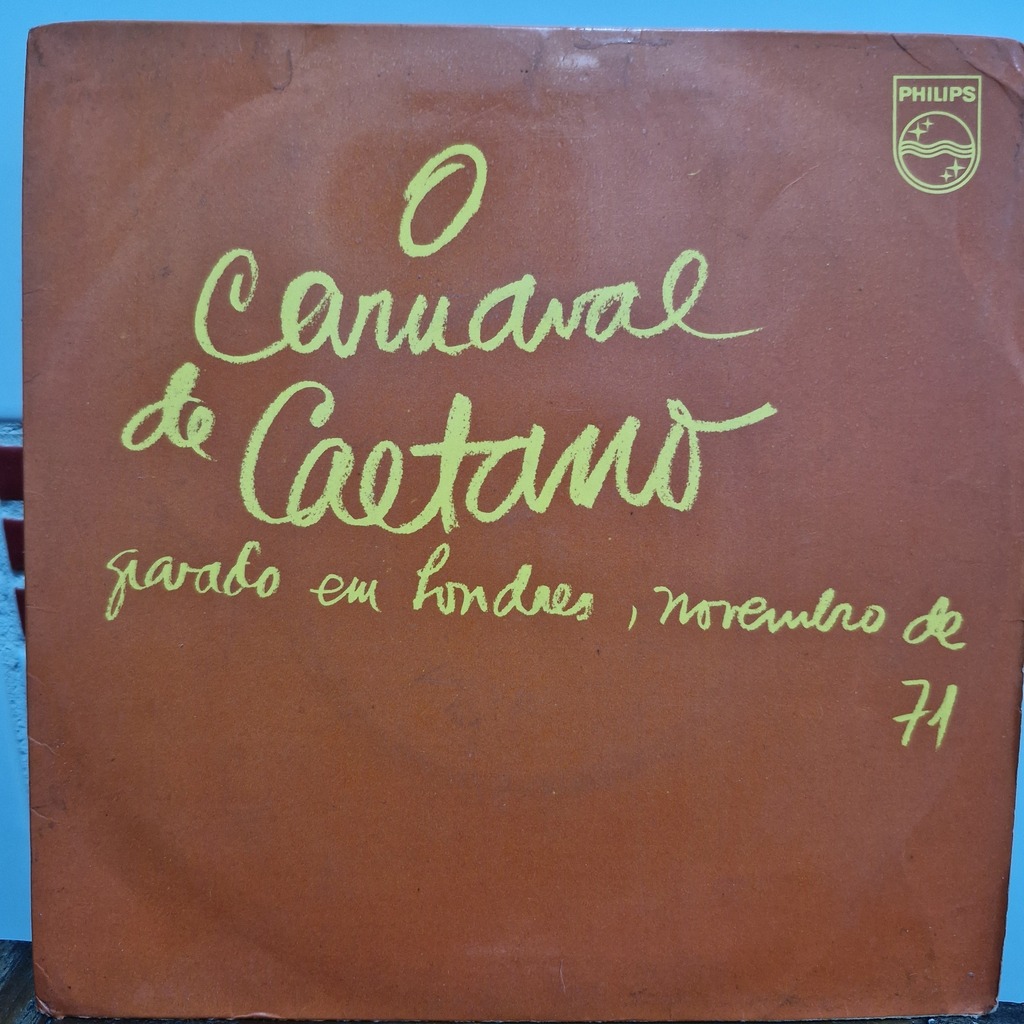 PHILIPS
O
Carnaval
de Caetano
gravado em Londres, novembro de
71